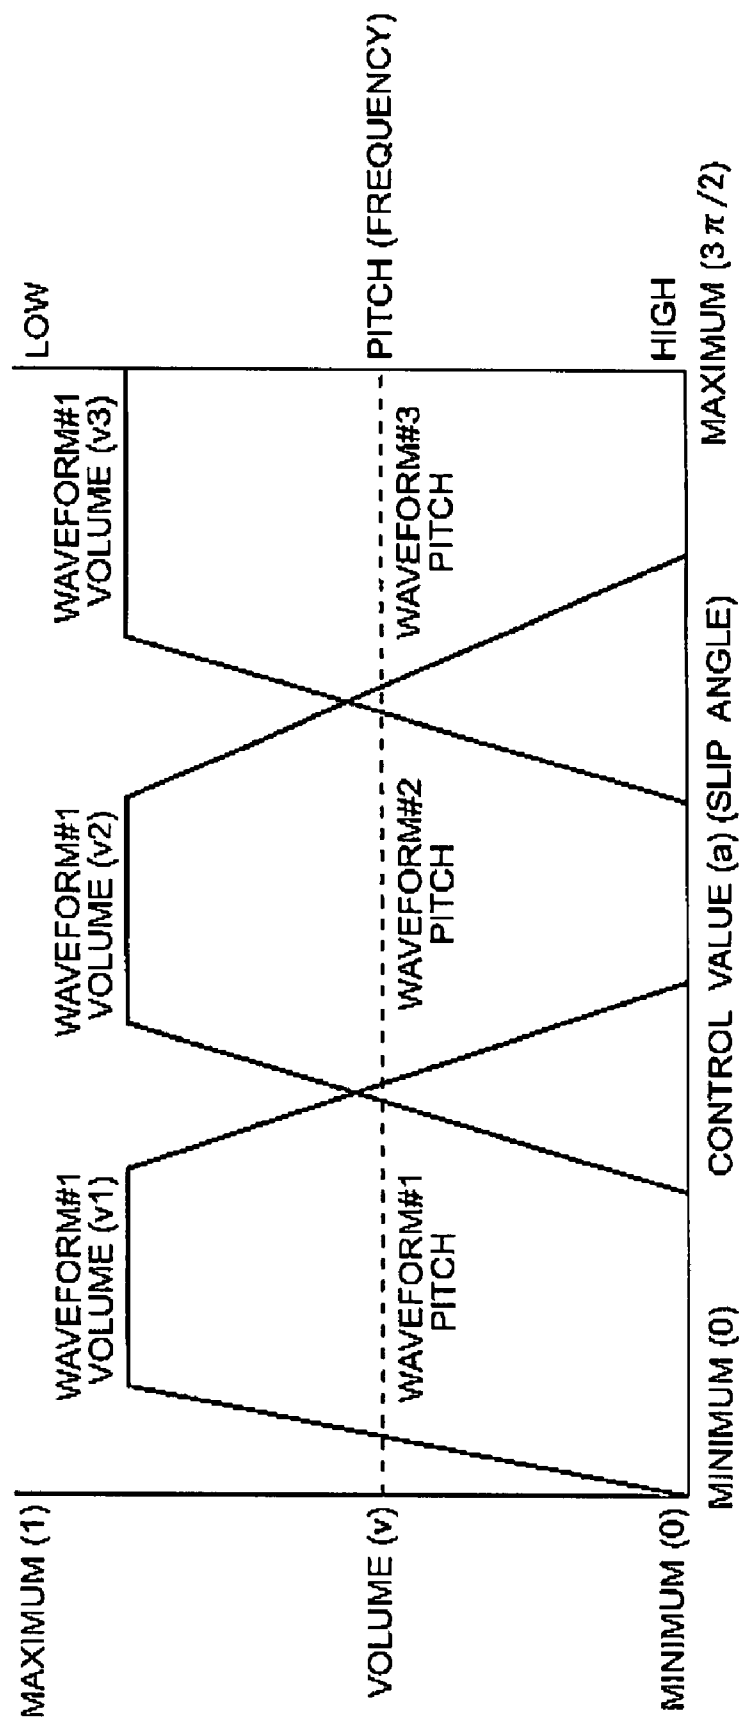 MAXIMUM (1)
VOLUME (v)
MINIMUM (0)
WAVEFORM#1
VOLUME (v1)
WAVEFORM#1
VOLUME (v2)
WAVEFORM#1
VOLUME (v3)
WAVEFORM#1
PITCH
WAVEFORM#2
PITCH
WAVEFORM#3
PITCH
LOW
PITCH (FREQUENCY)
HIGH
MINIMUM (0)
CONTROL VALUE (a) (SLIP ANGLE)
MAXIMUM (3π/2)